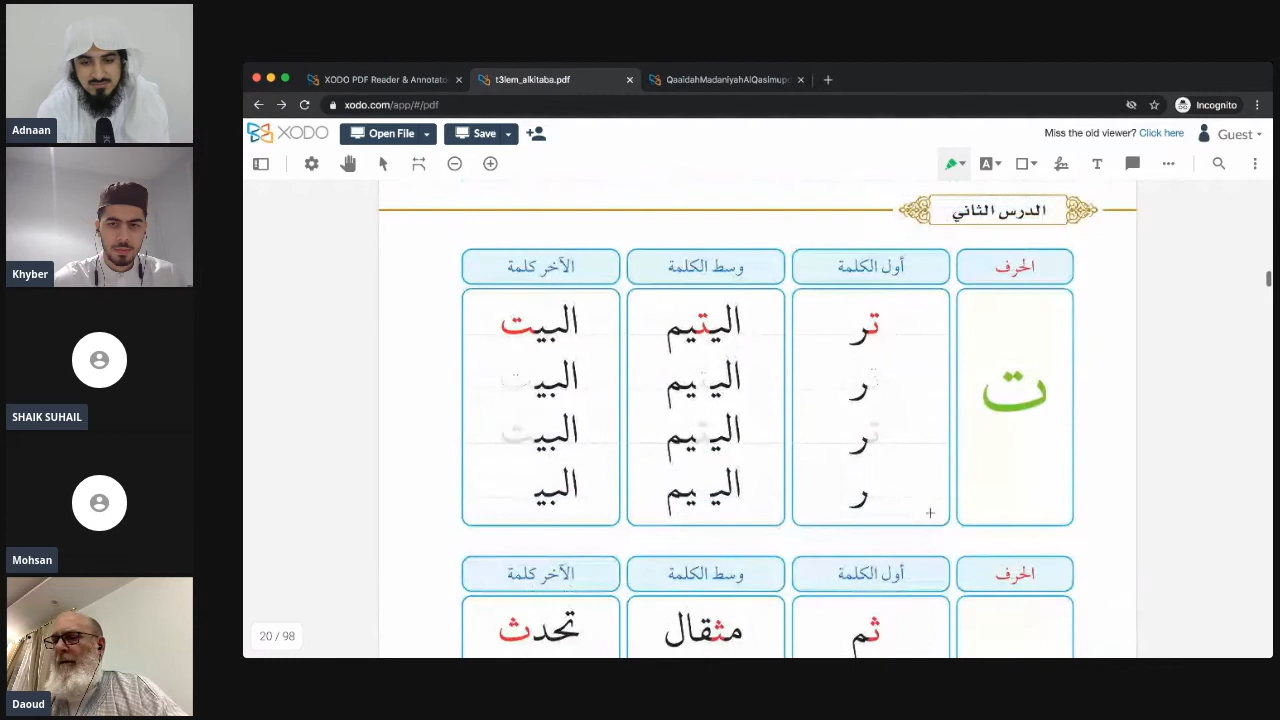 Adnaan
Khyber
SHAIK SUHAIL
Mohsan
Daoud
XODO PDF Reader & Annotato
t3lem_alkitaba.pdf
QaaidahMadaniyahAlQasimup
xodo.com/app/#/pdf
Incognito
XODO
Open File
Save
Miss the old viewer? Click here
Guest
الدرس الثاني
الحرف أول الكلمة وسط الكلمة الآخر كلمة
ت
تر اليتيم البيت
تر اليتيم البيت
تر اليتيم البيت
ر الي يم البي
الحرف أول الكلمة وسط الكلمة الآخر كلمة
ثم مثقال تحدث
20 / 98